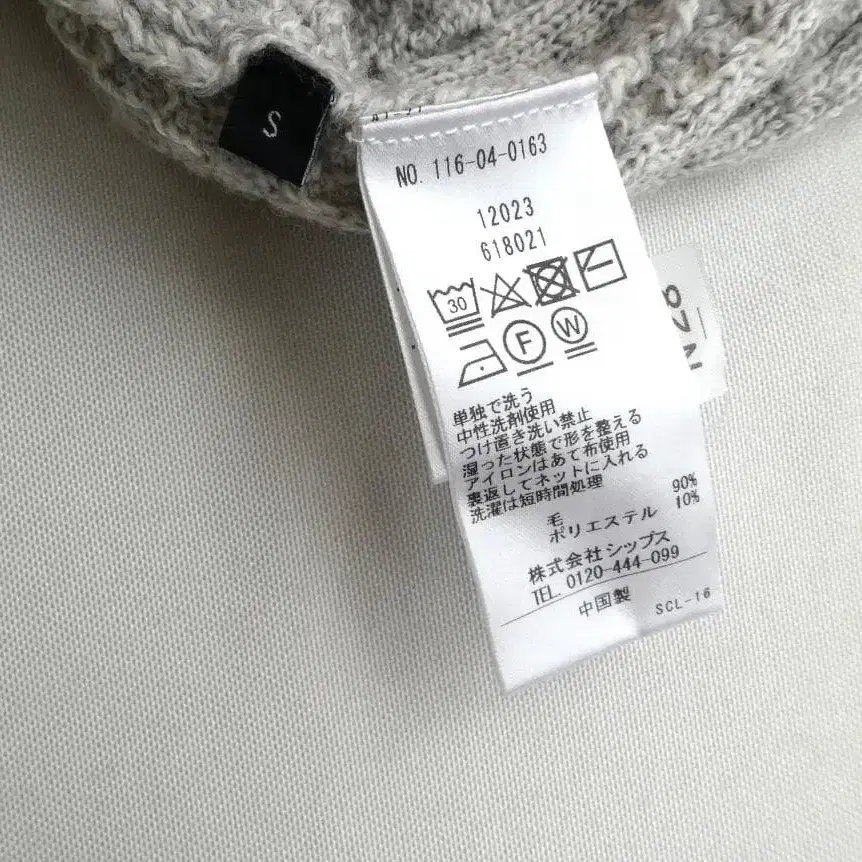 S
NO. 116-04-0163
12023
618021
30
F
W
単独で洗う
中性洗剤使用
つけ置き洗い禁止
湿った状態で形を整える
アイロンはあて布使用
裏返してネットに入れる
洗濯は短時間処理
毛 90%
ポリエステル 10%
株式会社シップス
TEL. 0120-444-099
中国製 SCL-16